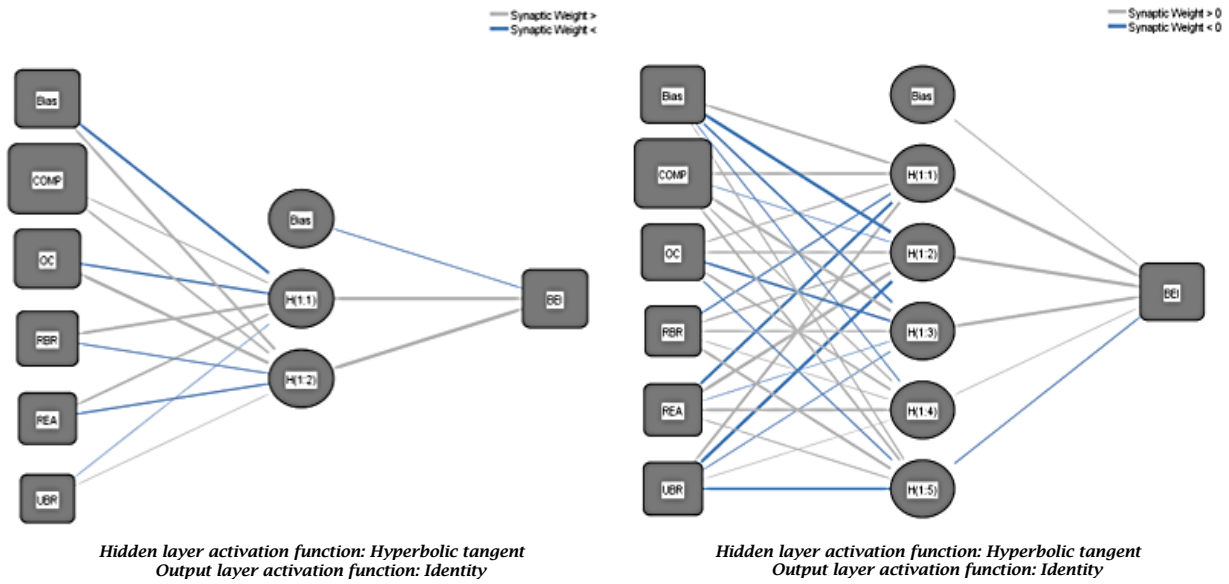 Synaptic Weight >
Synaptic Weight <
Bias
COMP
OC
RBR
REA
UBR
Bias
H(1:1)
H(1:2)
BEI
Hidden layer activation function: Hyperbolic tangent
Output layer activation function: Identity
Synaptic Weight > 0
Synaptic Weight < 0
Bias
COMP
OC
RBR
REA
UBR
Bias
H(1:1)
H(1:2)
H(1:3)
H(1:4)
H(1:5)
BEI
Hidden layer activation function: Hyperbolic tangent
Output layer activation function: Identity